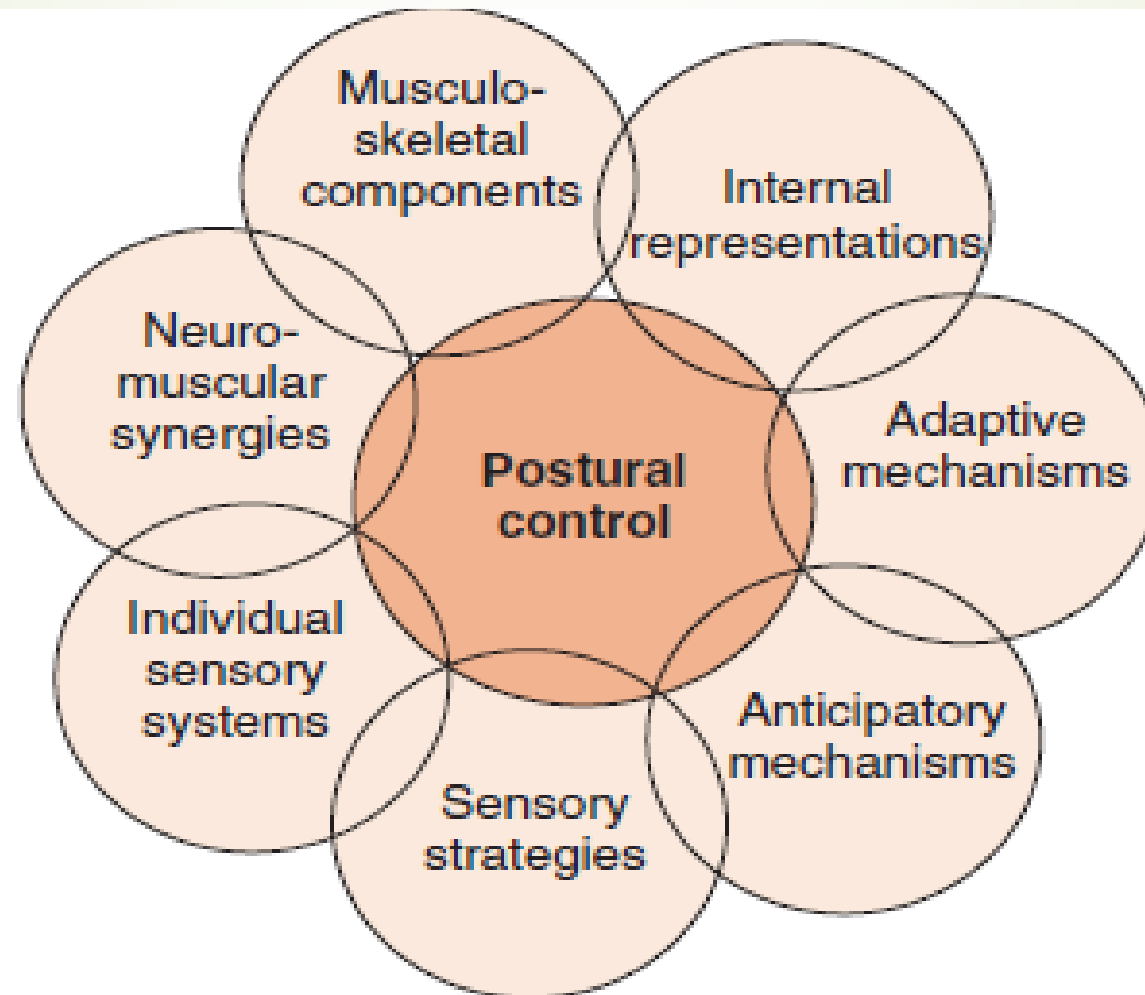 Musculo-
skeletal
components
Internal
representations
Adaptive
mechanisms
Anticipatory
mechanisms
Sensory
strategies
Individual
sensory
systems
Neuro-
muscular
synergies
Postural
control